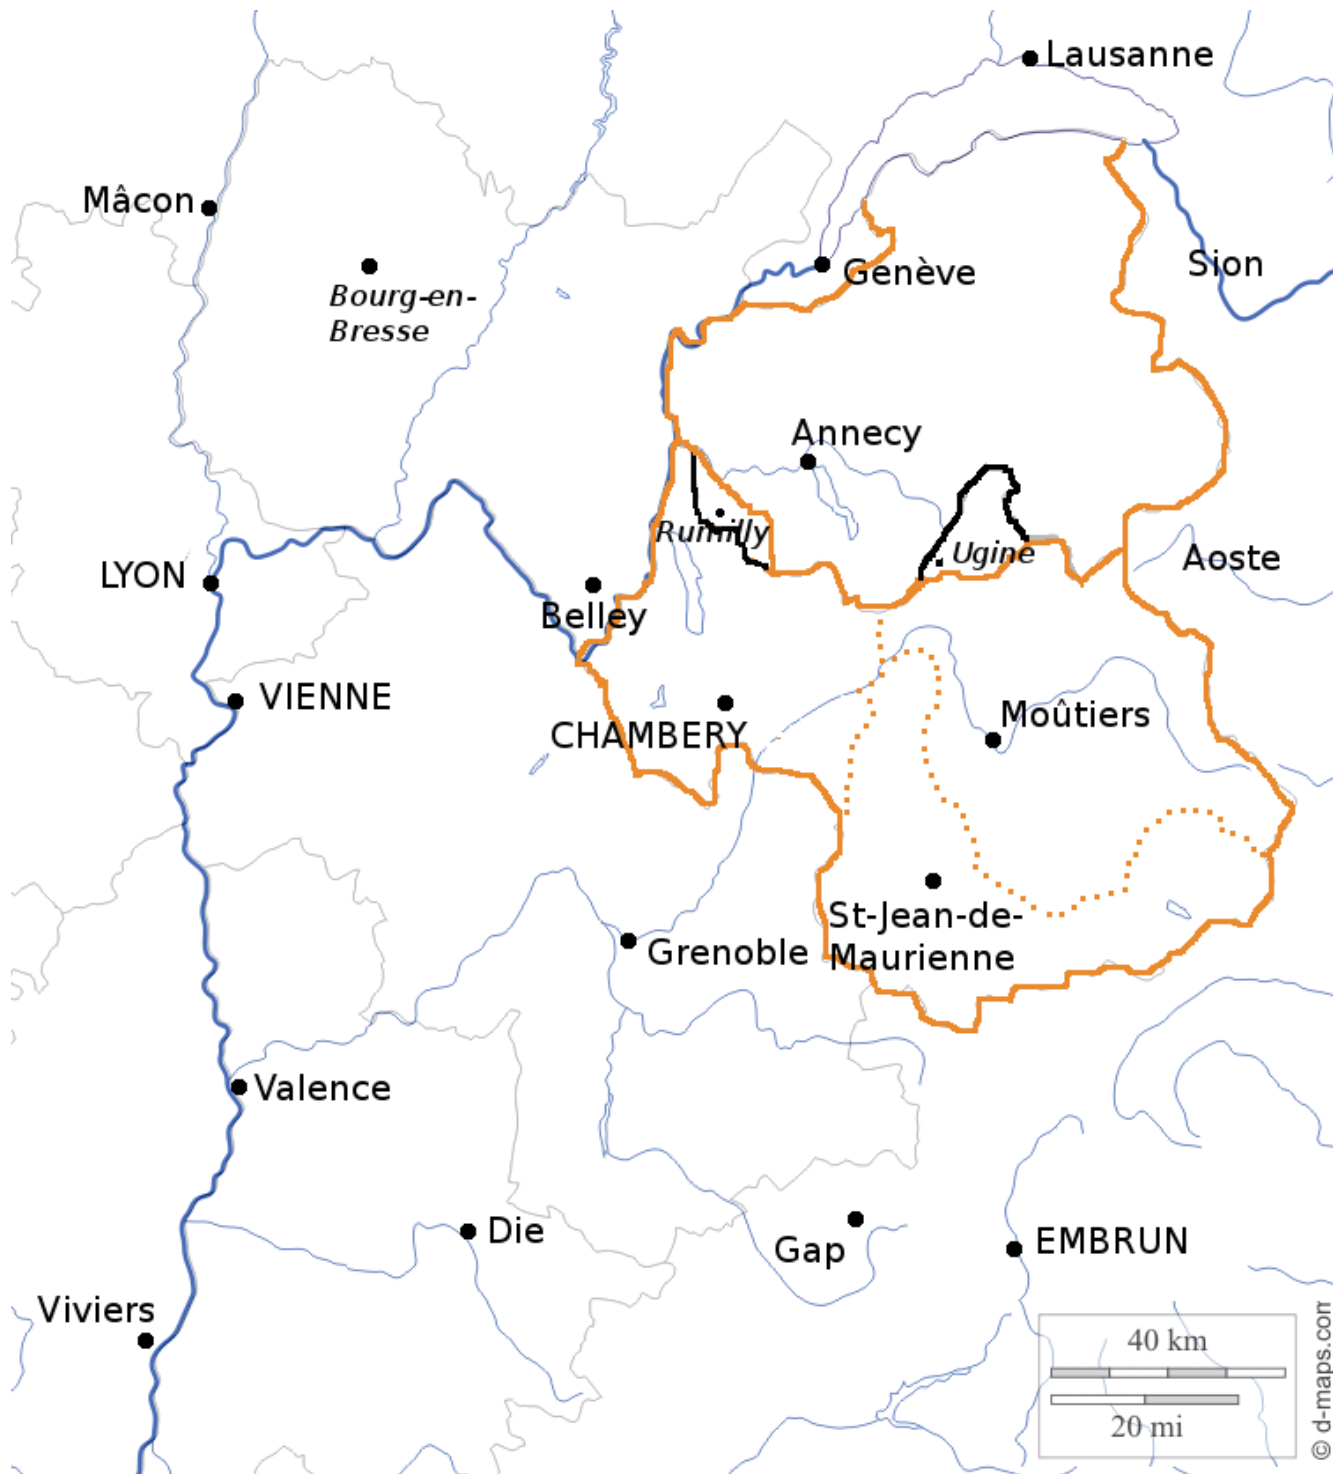 Lausanne
Mâcon
Sion
Genève
Bourg-en-
Bresse
Annecy
Rumilly
Ugine
Aoste
LYON
Belley
VIENNE
Moûtiers
CHAMBERY
St-Jean-de-
Maurienne
Grenoble
Valence
Die
EMBRUN
Gap
Viviers
40 km
20 mi
© d-maps.com